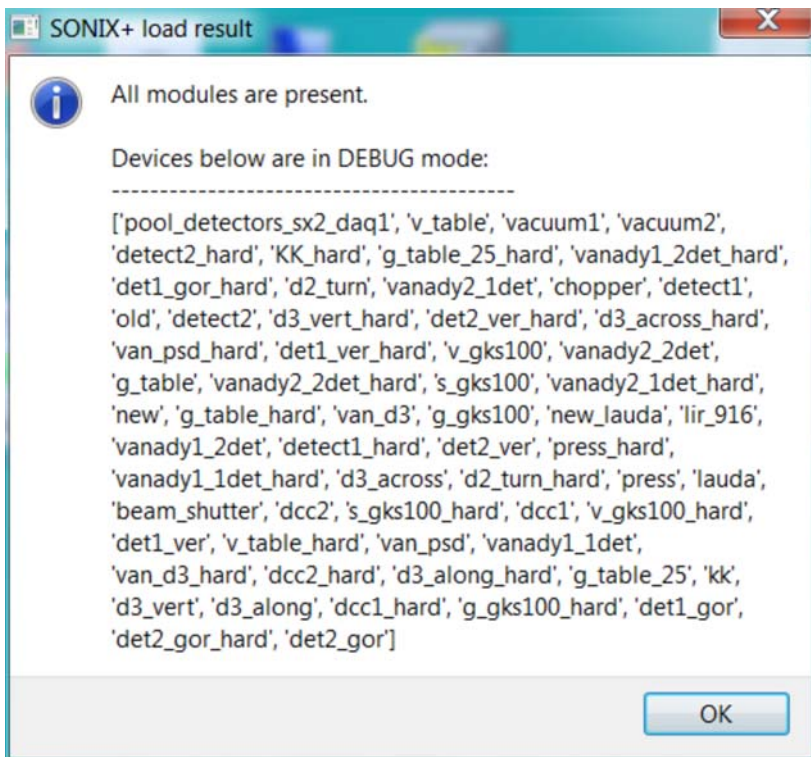 SONIX+ load result
X
All modules are present.
Devices below are in DEBUG mode:
------------------------------------------
['pool_detectors_sx2_daq1', 'v_table', 'vacuum1', 'vacuum2',
'detect2_hard', 'KK_hard', 'g_table_25_hard', 'vanady1_2det_hard',
'det1_gor_hard', 'd2_turn', 'vanady2_1det', 'chopper', 'detect1',
'old', 'detect2', 'd3_vert_hard', 'det2_ver_hard', 'd3_across_hard',
'van_psd_hard', 'det1_ver_hard', 'v_gks100', 'vanady2_2det',
'g_table', 'vanady2_2det_hard', 's_gks100', 'vanady2_1det_hard',
'new', 'g_table_hard', 'van_d3', 'g_gks100', 'new_lauda', 'lir_916',
'vanady1_2det', 'detect1_hard', 'det2_ver', 'press_hard',
'vanady1_1det_hard', 'd3_across', 'd2_turn_hard', 'press', 'lauda',
'beam_shutter', 'dcc2', 's_gks100_hard', 'dcc1', 'v_gks100_hard',
'det1_ver', 'v_table_hard', 'van_psd', 'vanady1_1det',
'van_d3_hard', 'dcc2_hard', 'd3_along_hard', 'g_table_25', 'kk',
'd3_vert', 'd3_along', 'dcc1_hard', 'g_gks100_hard', 'det1_gor',
'det2_gor_hard', 'det2_gor']
OK